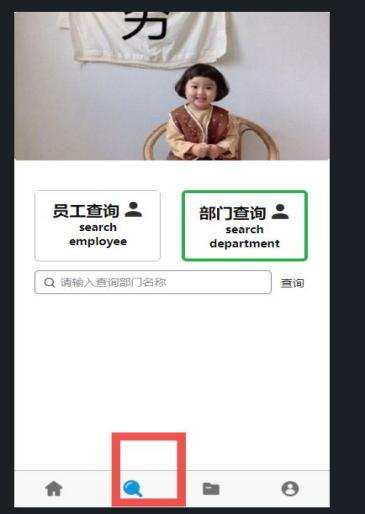 员工查询
search
employee
部门查询
search
department
请输入查询部门名称
查询